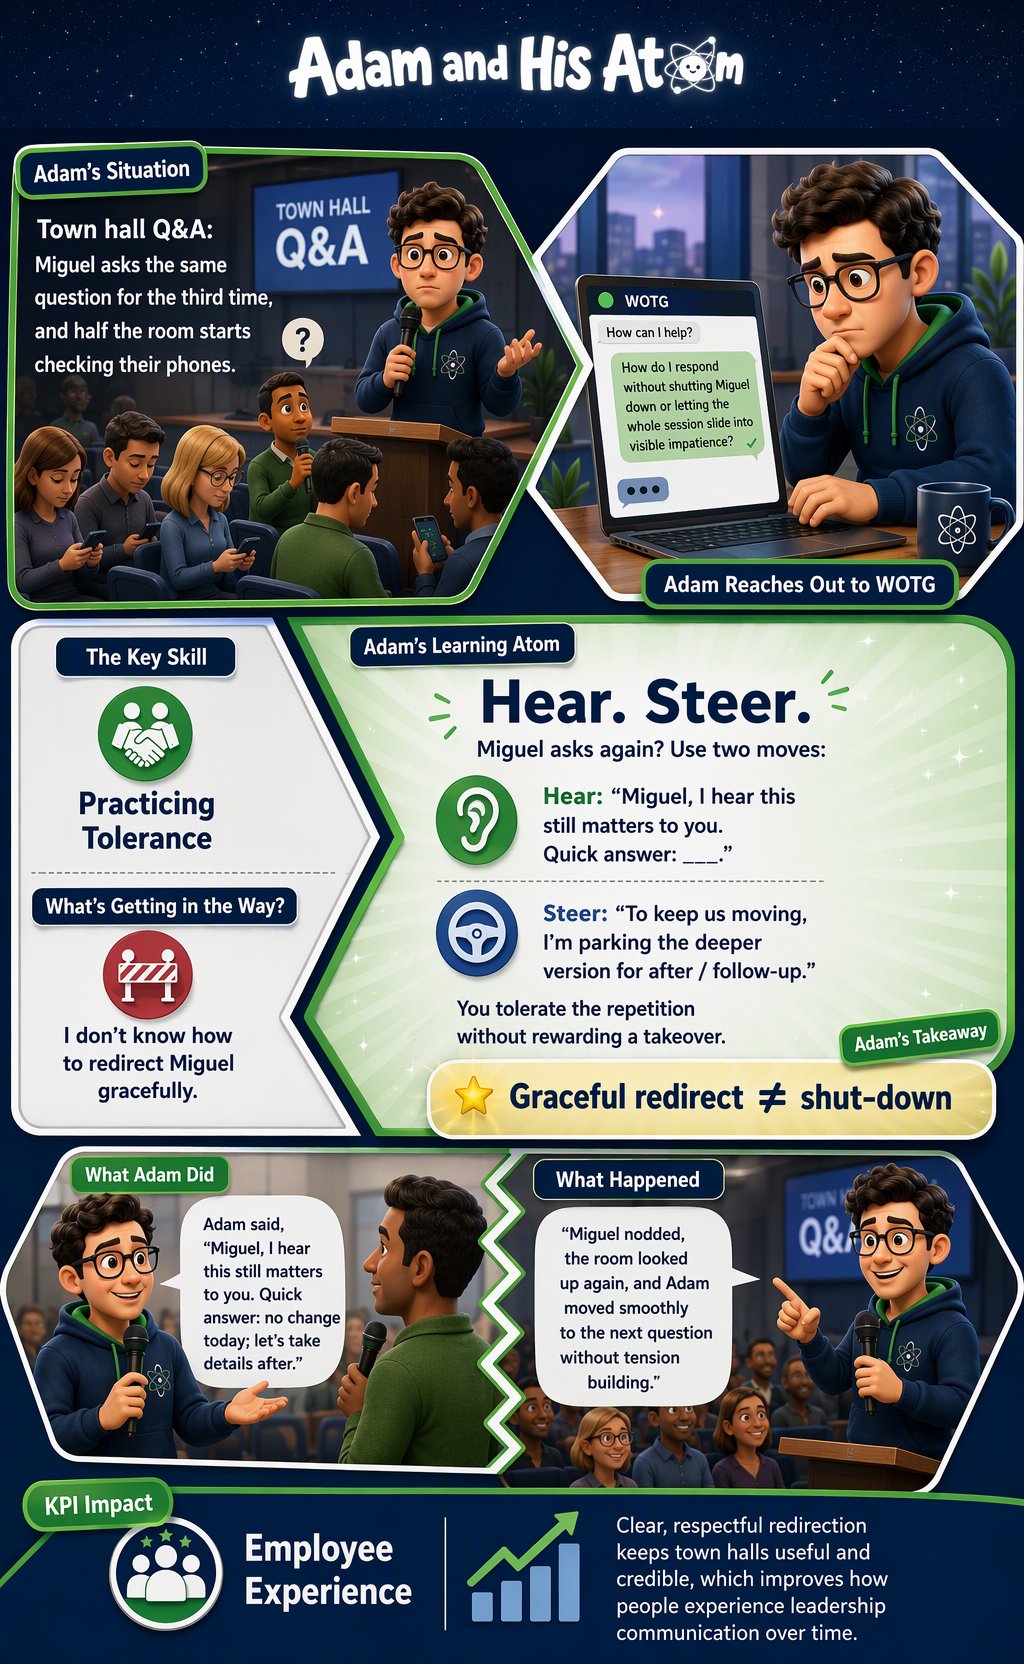 Adam and His Atom
Adam's Situation
Town hall Q&A:
Miguel asks the same
question for the third time,
and half the room starts
checking their phones.
TOWN HALL
Q&A
?
WOTG
How can I help?
How do I respond
without shutting Miguel
down or letting the
whole session slide into
visible impatience?
Adam Reaches Out to WOTG
The Key Skill
Practicing
Tolerance
What's Getting in the Way?
I don't know how
to redirect Miguel
gracefully.
Adam's Learning Atom
Hear. Steer.
Miguel asks again? Use two moves:
Hear: “Miguel, I hear this
still matters to you.
Quick answer: ___.”
Steer: “To keep us moving,
I'm parking the deeper
version for after / follow-up.”
You tolerate the repetition
without rewarding a takeover.
Adam's Takeaway
Graceful redirect ≠ shut-down
What Adam Did
Adam said,
“Miguel, I hear
this still matters
to you. Quick
answer: no change
today; let's take
details after.”
What Happened
“Miguel nodded,
the room looked
up again, and Adam
moved smoothly
to the next question
without tension
building.”
TOWN
Q&A
KPI Impact
Employee
Experience
Clear, respectful redirection
keeps town halls useful and
credible, which improves how
people experience leadership
communication over time.